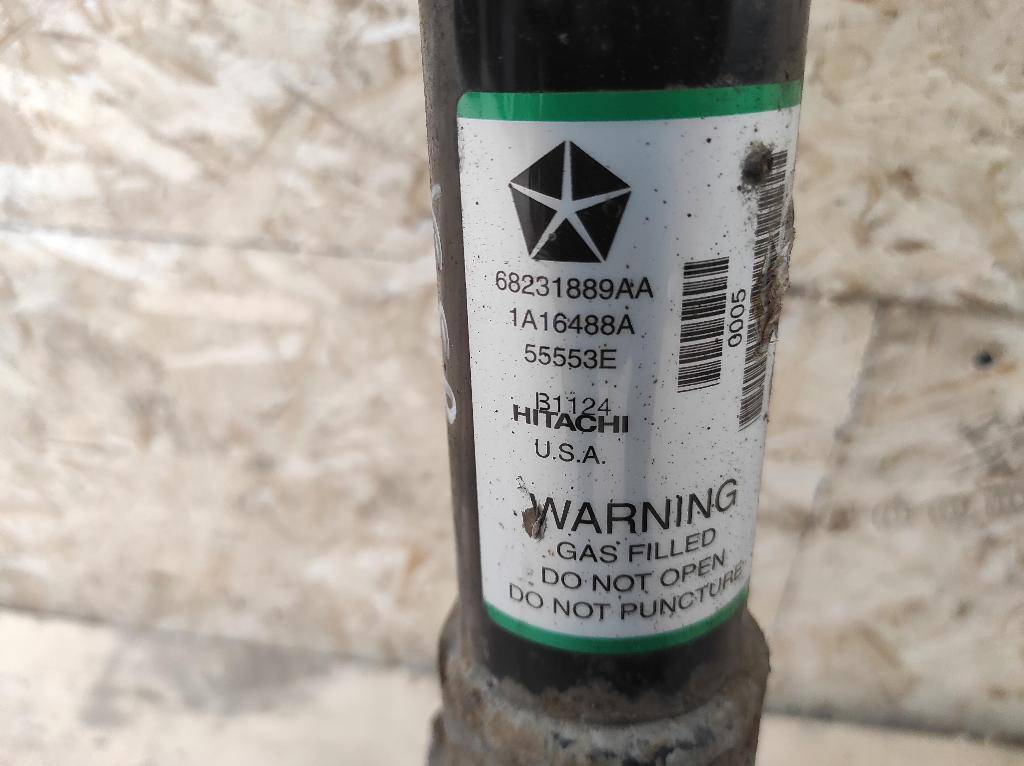 68231889AA
1A16488A
55553E
B1124
HITACHI
U.S.A.
0005
WARNING
GAS FILLED
DO NOT OPEN
DO NOT PUNCTURE